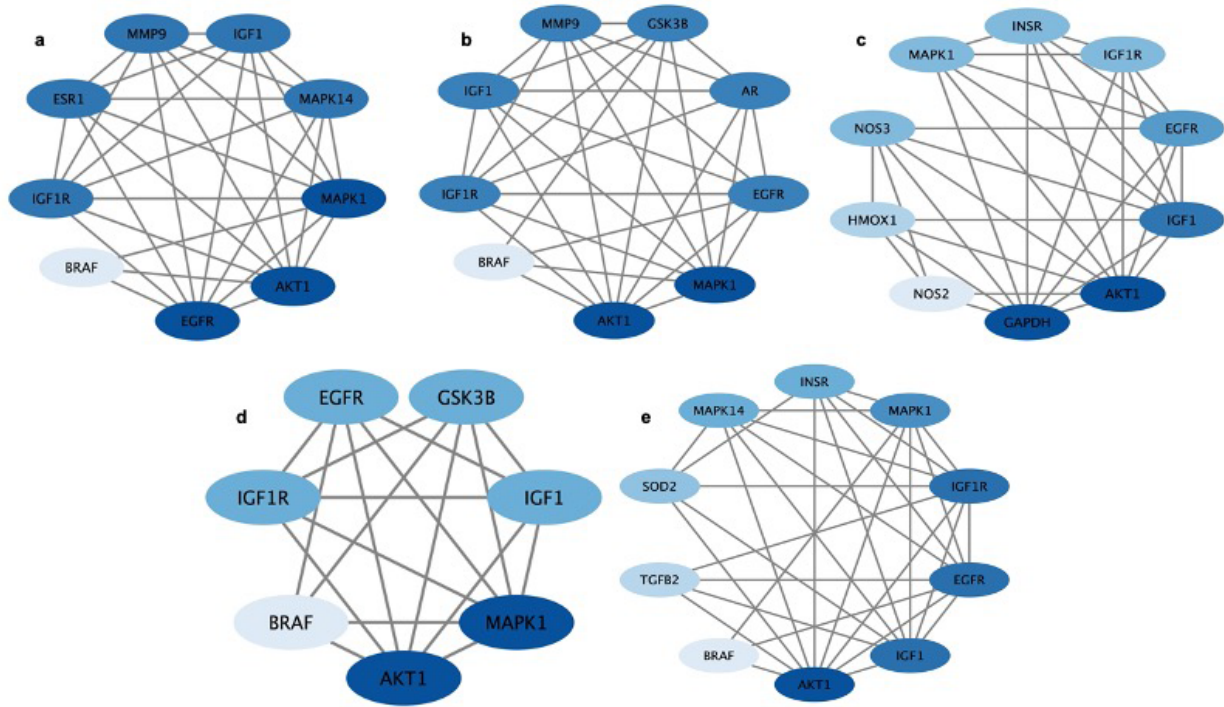 a
MMP9
IGF1
ESR1
MAPK14
IGF1R
MAPK1
BRAF
AKT1
EGFR
b
MMP9
GSK3B
IGF1
AR
IGF1R
EGFR
BRAF
MAPK1
AKT1
c
INSR
MAPK1
IGF1R
NOS3
EGFR
HMOX1
IGF1
NOS2
AKT1
GAPDH
d
EGFR
GSK3B
IGF1R
IGF1
BRAF
MAPK1
AKT1
e
INSR
MAPK14
MAPK1
SOD2
IGF1R
TGFB2
EGFR
BRAF
IGF1
AKT1